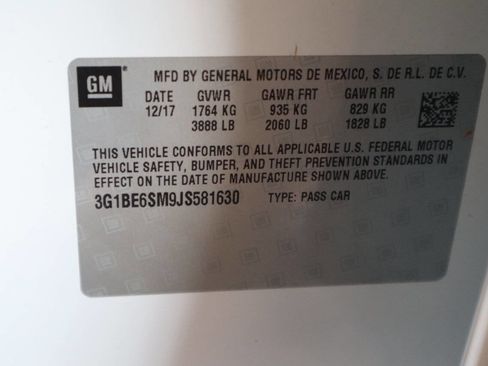 GM
MFD BY GENERAL MOTORS DE MEXICO, S. DE R.L. DE C.V.
DATE GVWR GAWR FRT GAWR RR
12/17 1764 KG 935 KG 829 KG
3888 LB 2060 LB 1828 LB
THIS VEHICLE CONFORMS TO ALL APPLICABLE U.S. FEDERAL MOTOR
VEHICLE SAFETY, BUMPER, AND THEFT PREVENTION STANDARDS IN
EFFECT ON THE DATE OF MANUFACTURE SHOWN ABOVE.
3G1BE6SM9JS581630 TYPE: PASS CAR